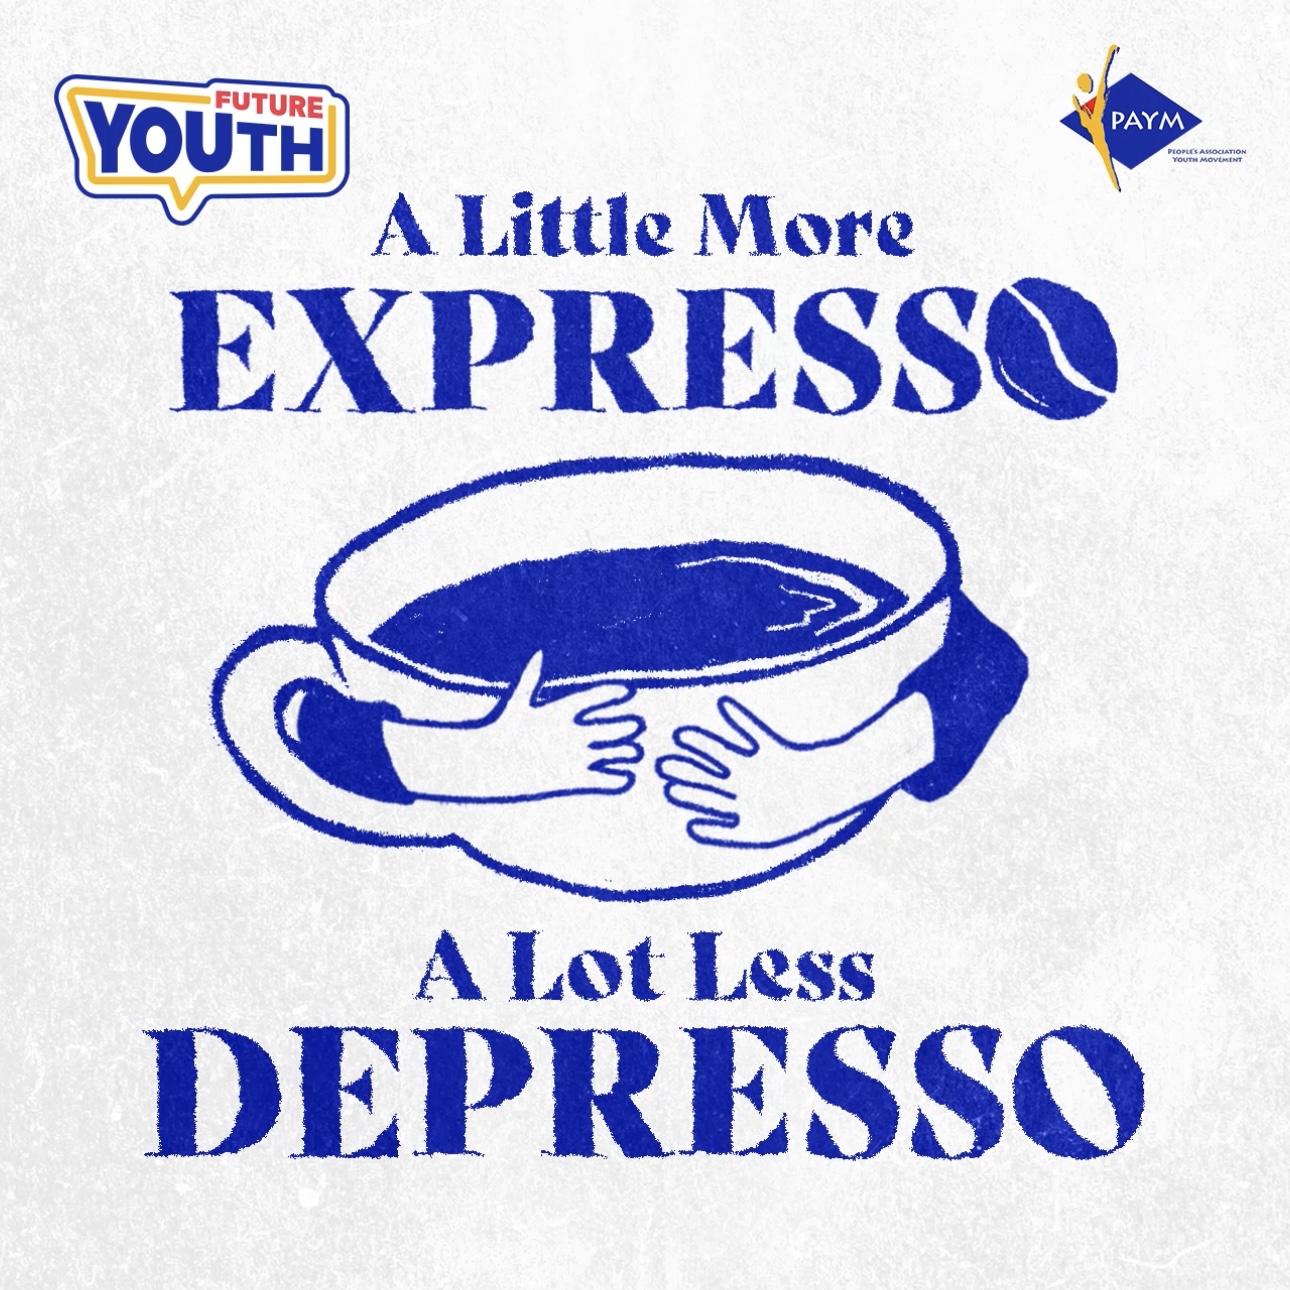 FUTURE
YOUTH
PAYM
PEOPLE'S ASSOCIATION
YOUTH MOVEMENT
A Little More
EXPRESSO
A Lot Less
DEPRESSO